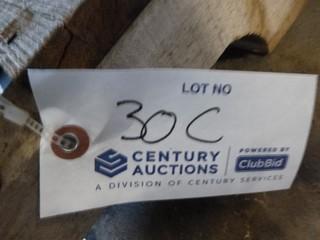 LOT NO
30C
CENTURY AUCTIONS
POWERED BY
ClubBid
A DIVISION OF CENTURY SERVICES